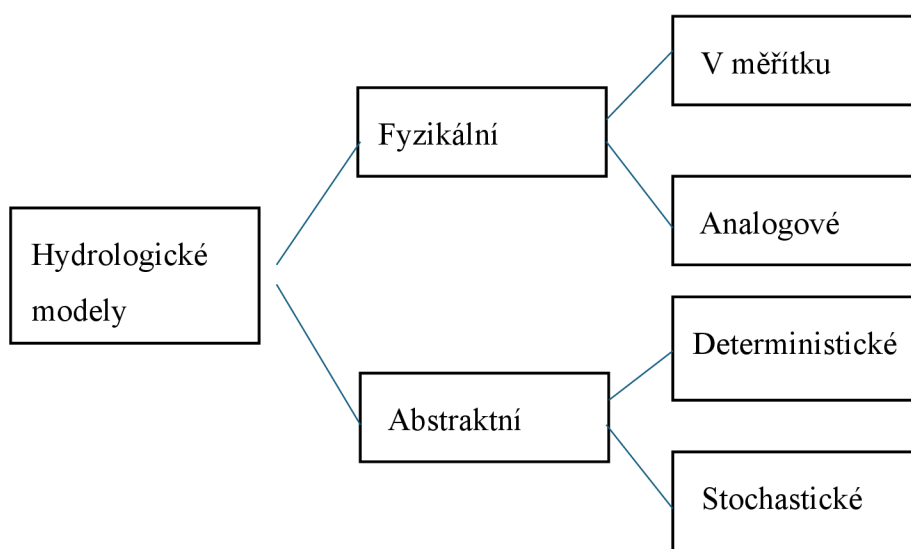 Hydrologické
modely
Fyzikální
V měřítku
Analogové
Abstraktní
Deterministické
Stochastické